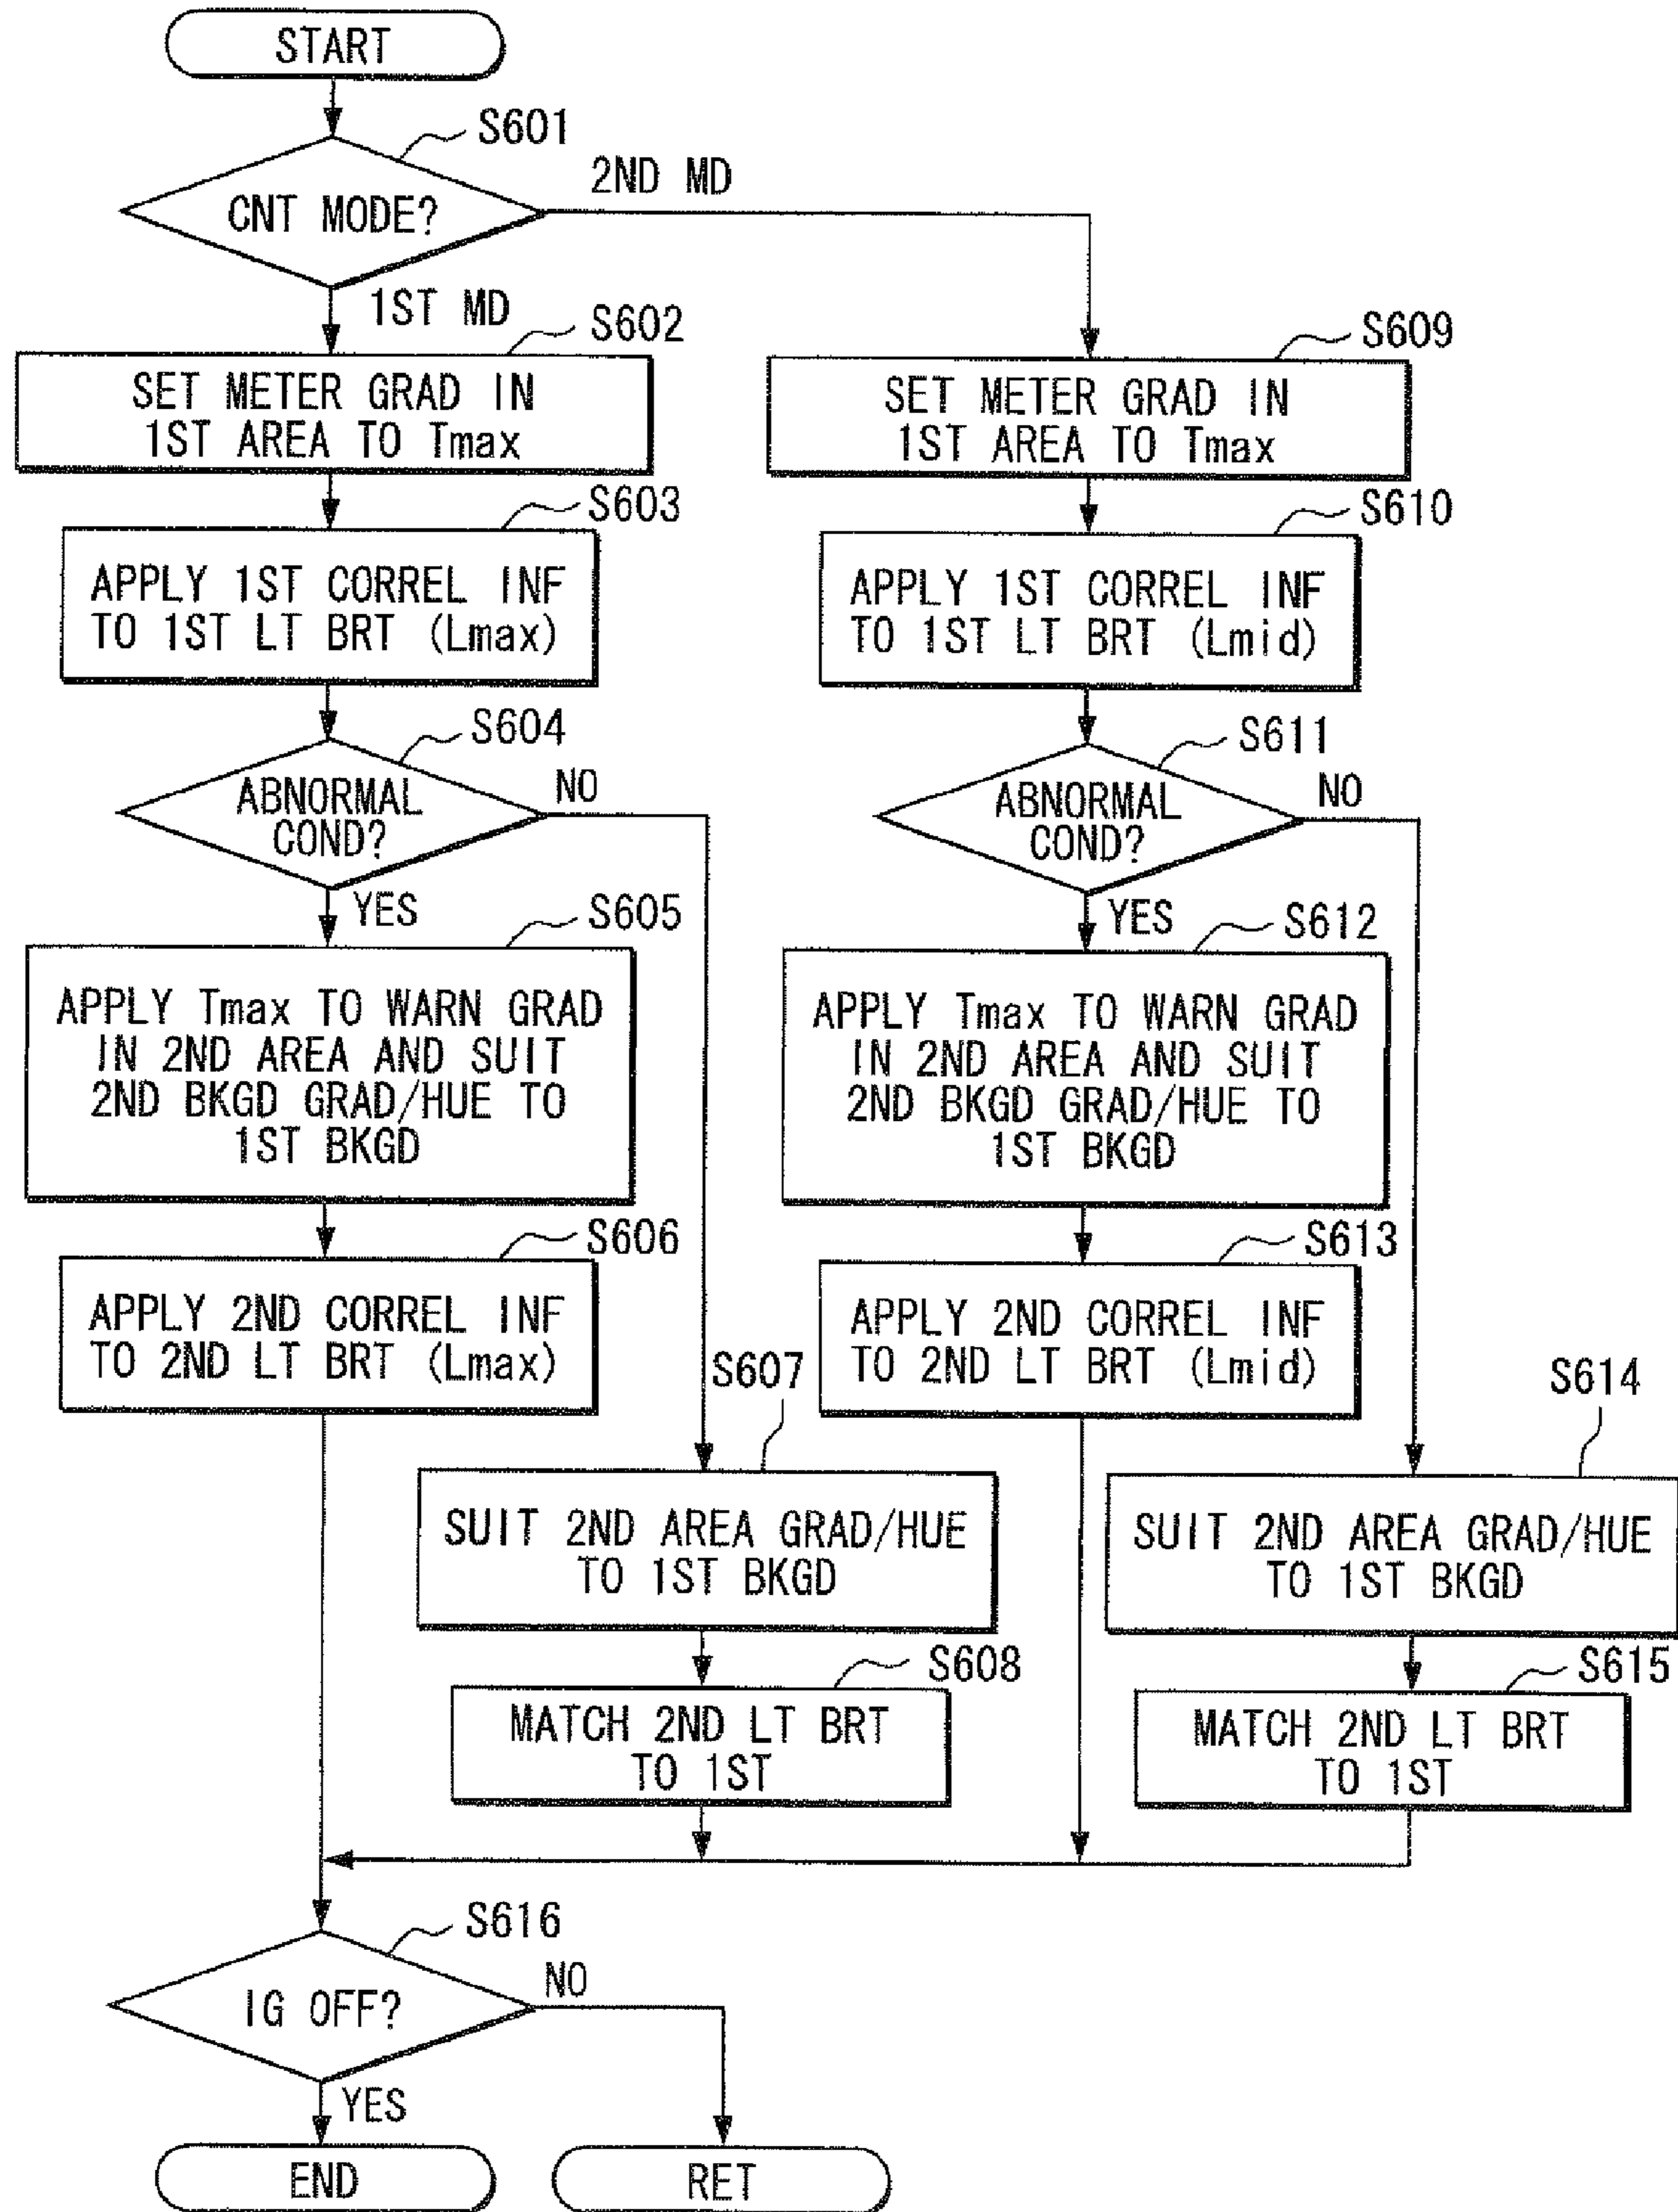 START
S601
CNT MODE?
2ND MD
1ST MD
S602
SET METER GRAD IN
1ST AREA TO Tmax
S603
APPLY 1ST CORREL INF
TO 1ST LT BRT (Lmax)
S604
ABNORMAL
COND?
NO
YES
S605
APPLY Tmax TO WARN GRAD
IN 2ND AREA AND SUIT
2ND BKGD GRAD/HUE TO
1ST BKGD
S606
APPLY 2ND CORREL INF
TO 2ND LT BRT (Lmax)
S607
SUIT 2ND AREA GRAD/HUE
TO 1ST BKGD
S608
MATCH 2ND LT BRT
TO 1ST
S609
SET METER GRAD IN
1ST AREA TO Tmax
S610
APPLY 1ST CORREL INF
TO 1ST LT BRT (Lmid)
S611
ABNORMAL
COND?
NO
YES
S612
APPLY Tmax TO WARN GRAD
IN 2ND AREA AND SUIT
2ND BKGD GRAD/HUE TO
1ST BKGD
S613
APPLY 2ND CORREL INF
TO 2ND LT BRT (Lmid)
S614
SUIT 2ND AREA GRAD/HUE
TO 1ST BKGD
S615
MATCH 2ND LT BRT
TO 1ST
S616
IG OFF?
NO
YES
END
RET